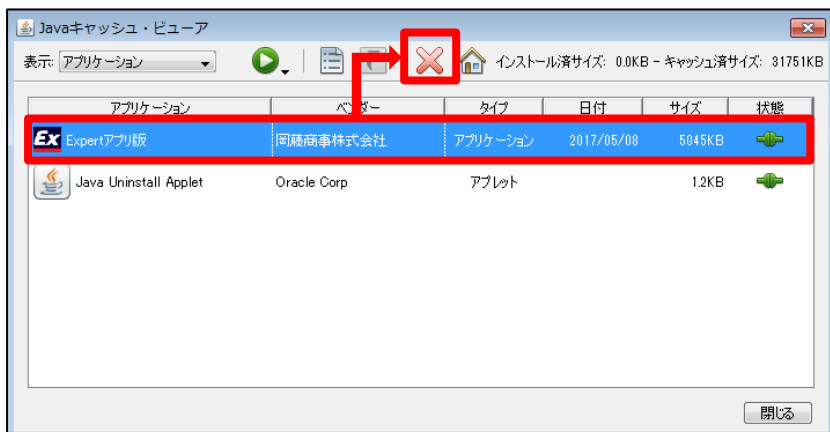 Javaキャッシュ・ビューア
表示: アプリケーション
インストール済サイズ: 0.0KB - キャッシュ済サイズ: 31751KB
アプリケーション ベンダー タイプ 日付 サイズ 状態
Ex Expertアプリ版 岡藤商事株式会社 アプリケーション 2017/05/08 5045KB
Java Uninstall Applet Oracle Corp アプレット 1.2KB
閉じる